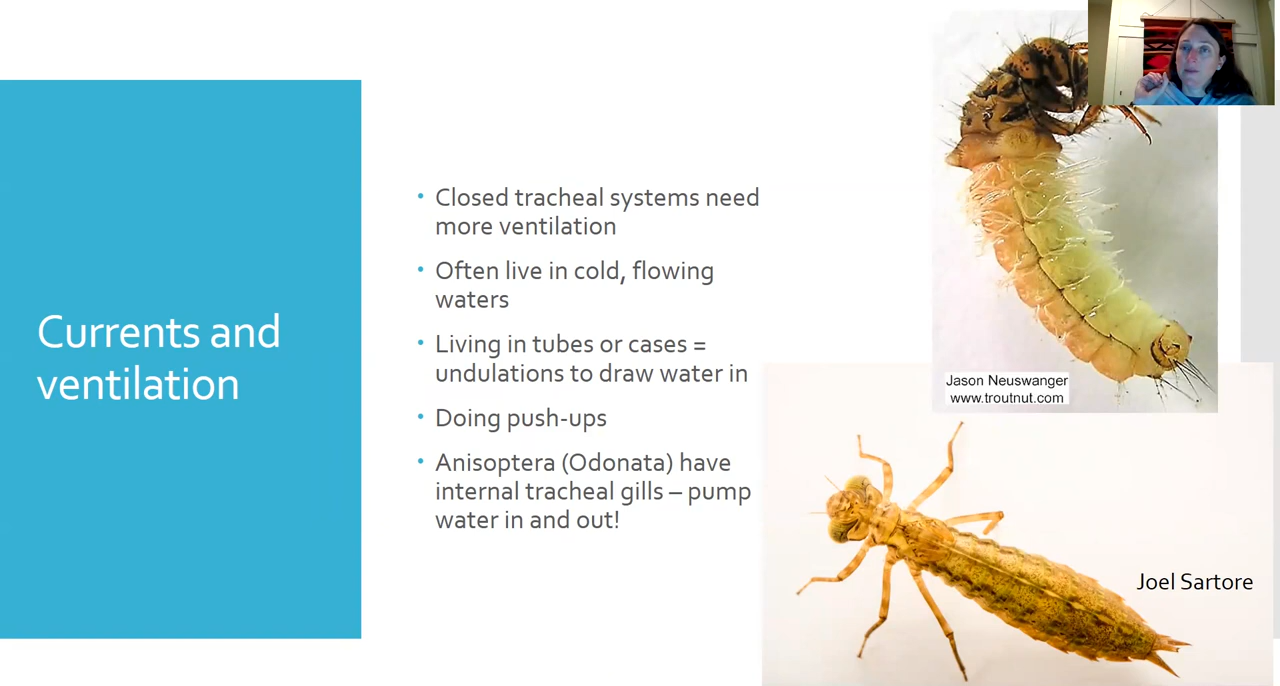 Currents and
ventilation
• Closed tracheal systems need
more ventilation
• Often live in cold, flowing
waters
• Living in tubes or cases =
undulations to draw water in
• Doing push-ups
• Anisoptera (Odonata) have
internal tracheal gills – pump
water in and out!
Jason Neuswanger
www.troutnut.com
Joel Sartore